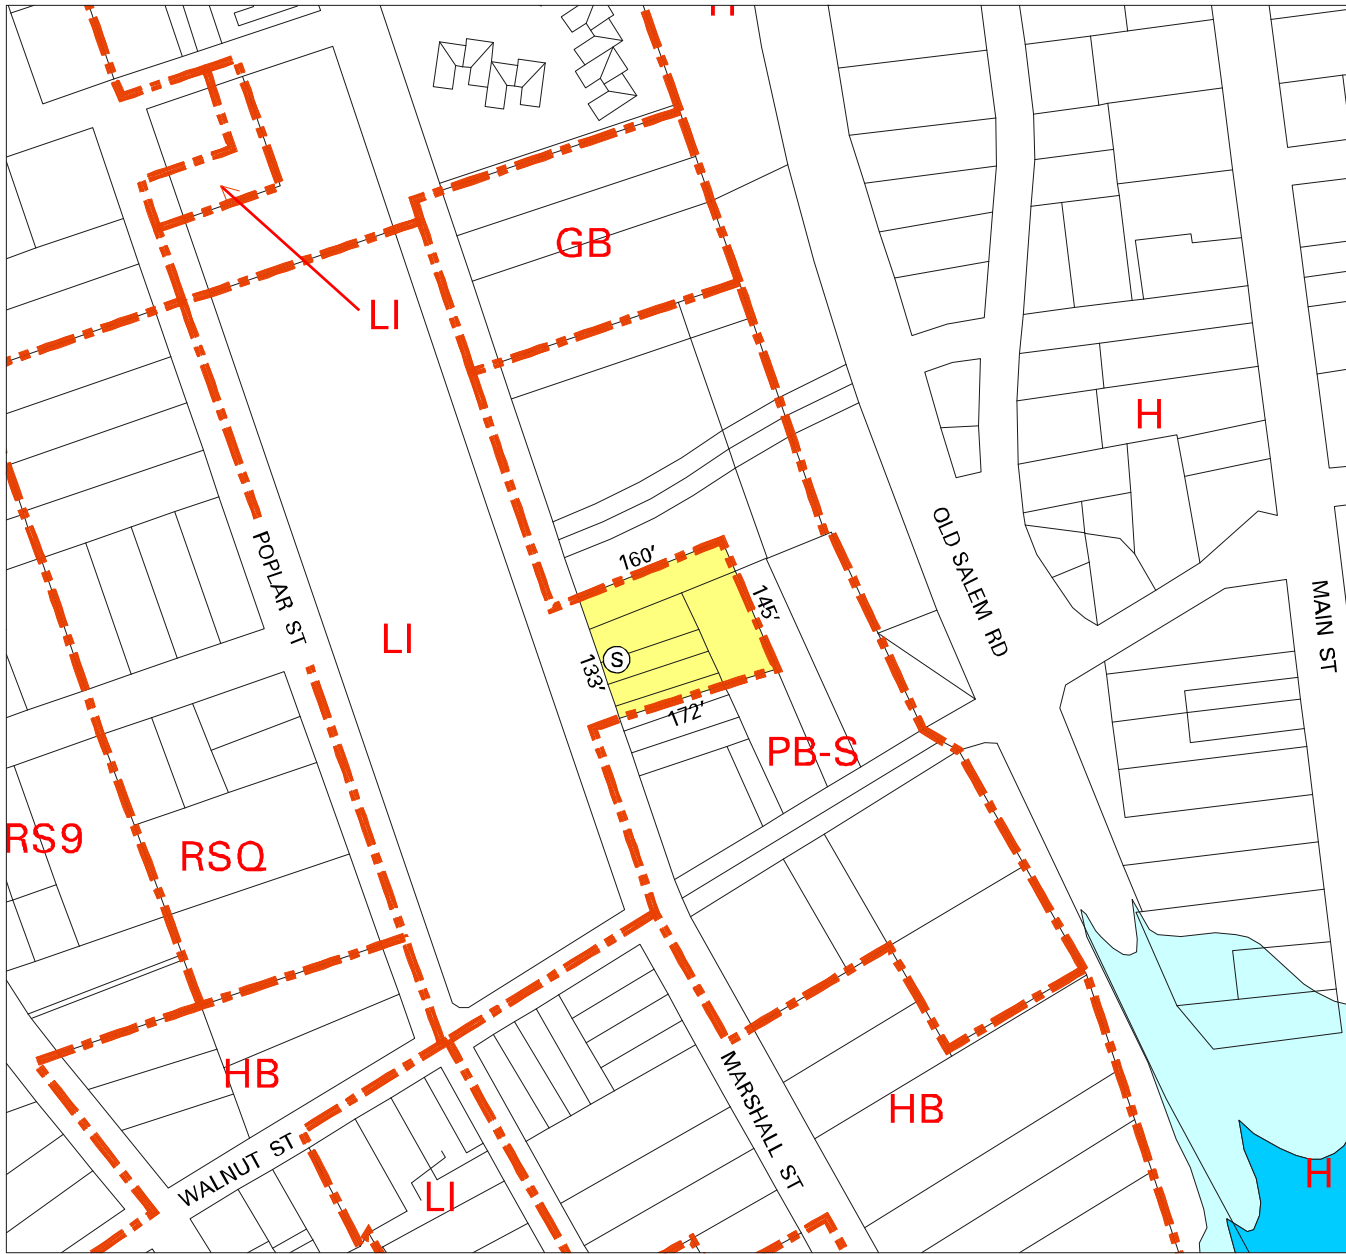 H
GB
LI
H
OLD SALEM RD
POPLAR ST
160'
145'
MAIN ST
LI
S
133'
172'
PB-S
RS9
RSQ
HB
MARSHALL ST
HB
WALNUT ST
LI
H